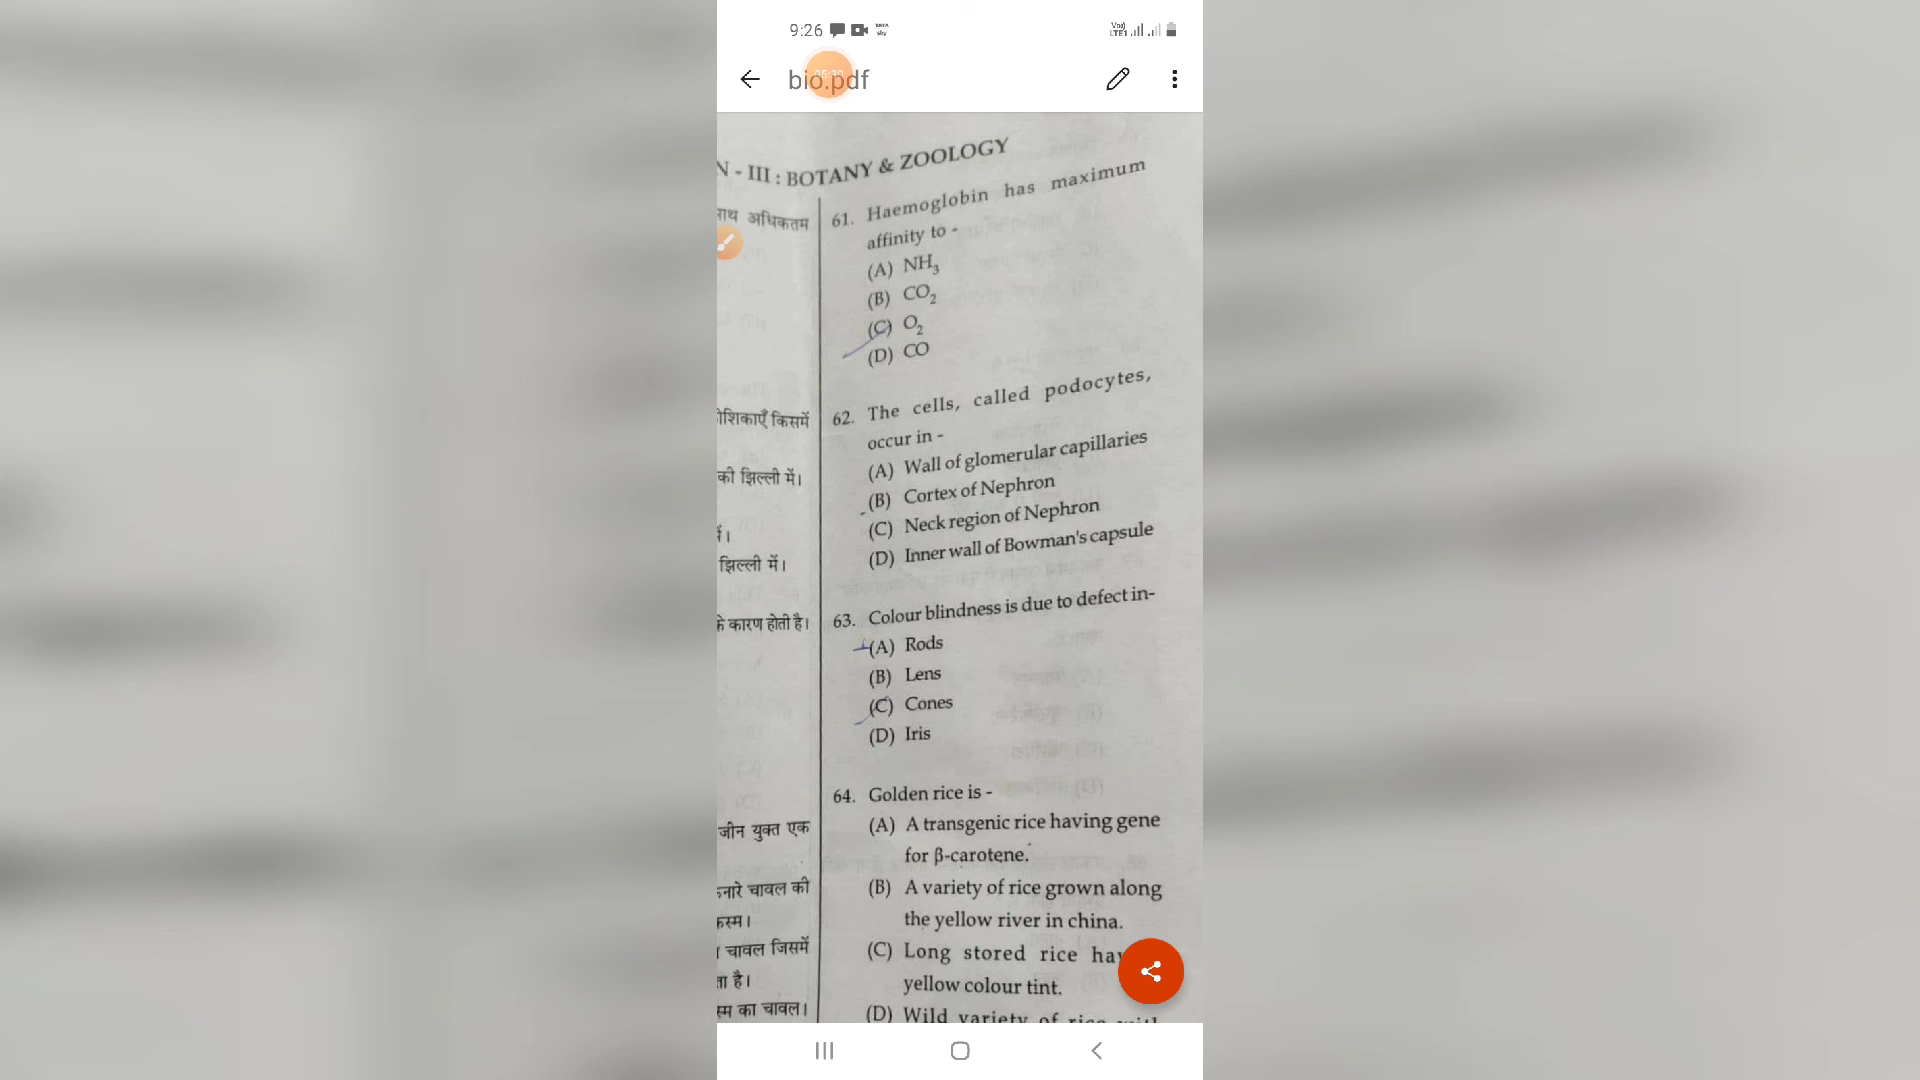 9:26
Vo)) LTE1
bio.pdf
N - III : BOTANY & ZOOLOGY
साथ अधिकतम
कोशिकाएँ किसमें
की झिल्ली में।
में।
झिल्ली में।
के कारण होती है।
जीन युक्त एक
किनारे चावल की
किस्म।
चावल जिसमें
ता है।
स्म का चावल।
61. Haemoglobin has maximum
affinity to -
(A) NH3
(B) CO2
(C) O2
(D) CO
62. The cells, called podocytes,
occur in -
(A) Wall of glomerular capillaries
(B) Cortex of Nephron
(C) Neck region of Nephron
(D) Inner wall of Bowman's capsule
63. Colour blindness is due to defect in-
(A) Rods
(B) Lens
(C) Cones
(D) Iris
64. Golden rice is -
(A) A transgenic rice having gene
for β-carotene.
(B) A variety of rice grown along
the yellow river in china.
(C) Long stored rice ha
yellow colour tint.
(D) Wild variety of rice with